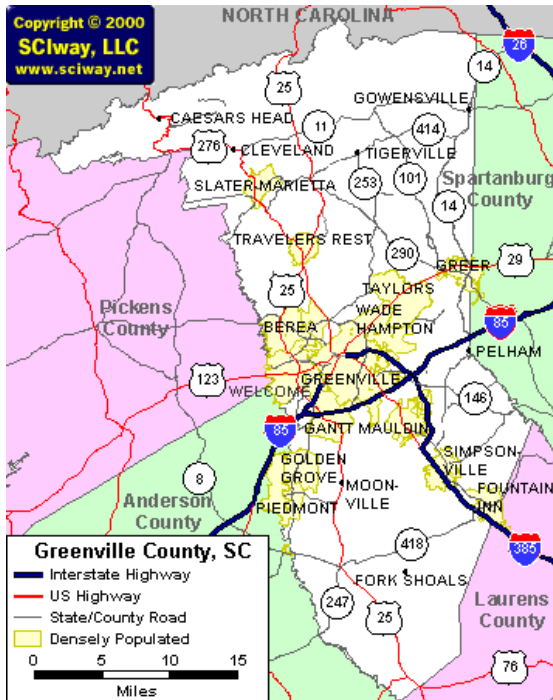 Copyright © 2000
SCIway, LLC
www.sciway.net
NORTH CAROLINA
26
14
25
GOWENSVILLE
CAESARS HEAD
11
414
276
CLEVELAND
TIGERVILLE
253
101
SLATER MARIETTA
Spartanburg
County
14
TRAVELERS REST
290
29
GREER
25
TAYLORS
Pickens
County
BEREA
WADE
HAMPTON
85
PELHAM
123
WELCOME
GREENVILLE
146
85
GANTT
MAULDIN
GOLDEN
GROVE
SIMPSON-
VILLE
8
MOON-
VILLE
FOUNTAIN
INN
Anderson
County
PIEDMONT
418
385
FORK SHOALS
247
25
Laurens
County
76
Greenville County, SC
Interstate Highway
US Highway
State/County Road
Densely Populated
0 5 10 15
Miles